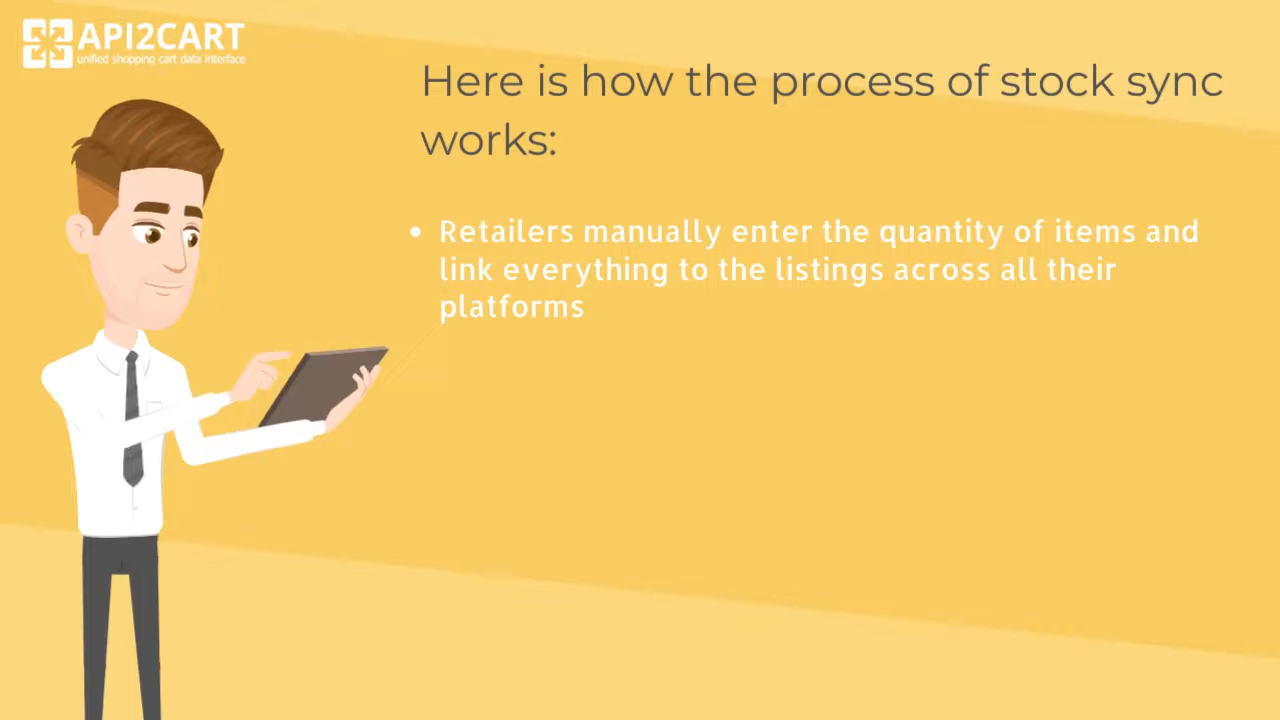 API2CART
unified shopping cart data interface
Here is how the process of stock sync
works:
• Retailers manually enter the quantity of items and
link everything to the listings across all their
platforms